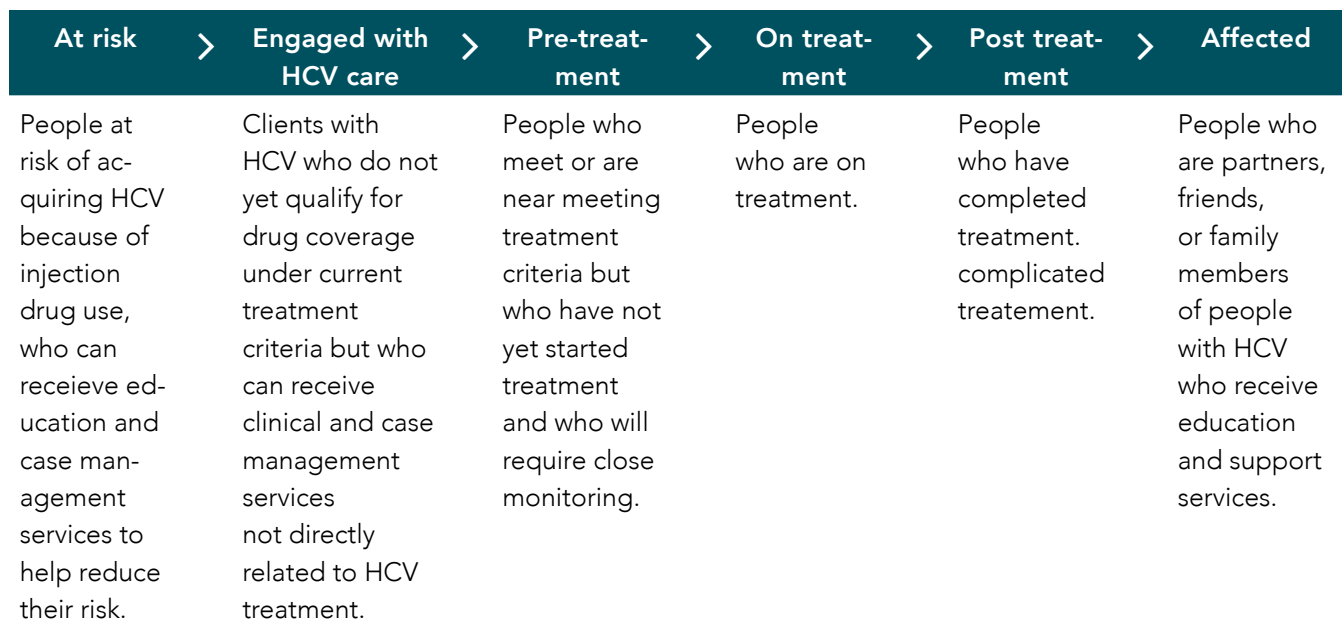 At risk
Engaged with
HCV care
Pre-treat-
ment
On treat-
ment
Post treat-
ment
Affected
People at
risk of ac-
quiring HCV
because of
injection
drug use,
who can
receieve ed-
ucation and
case man-
agement
services to
help reduce
their risk.
Clients with
HCV who do not
yet qualify for
drug coverage
under current
treatment
criteria but who
can receive
clinical and case
management
services
not directly
related to HCV
treatment.
People who
meet or are
near meeting
treatment
criteria but
who have not
yet started
treatment
and who will
require close
monitoring.
People
who are on
treatment.
People
who have
completed
treatment.
complicated
treatement.
People who
are partners,
friends,
or family
members
of people
with HCV
who receive
education
and support
services.